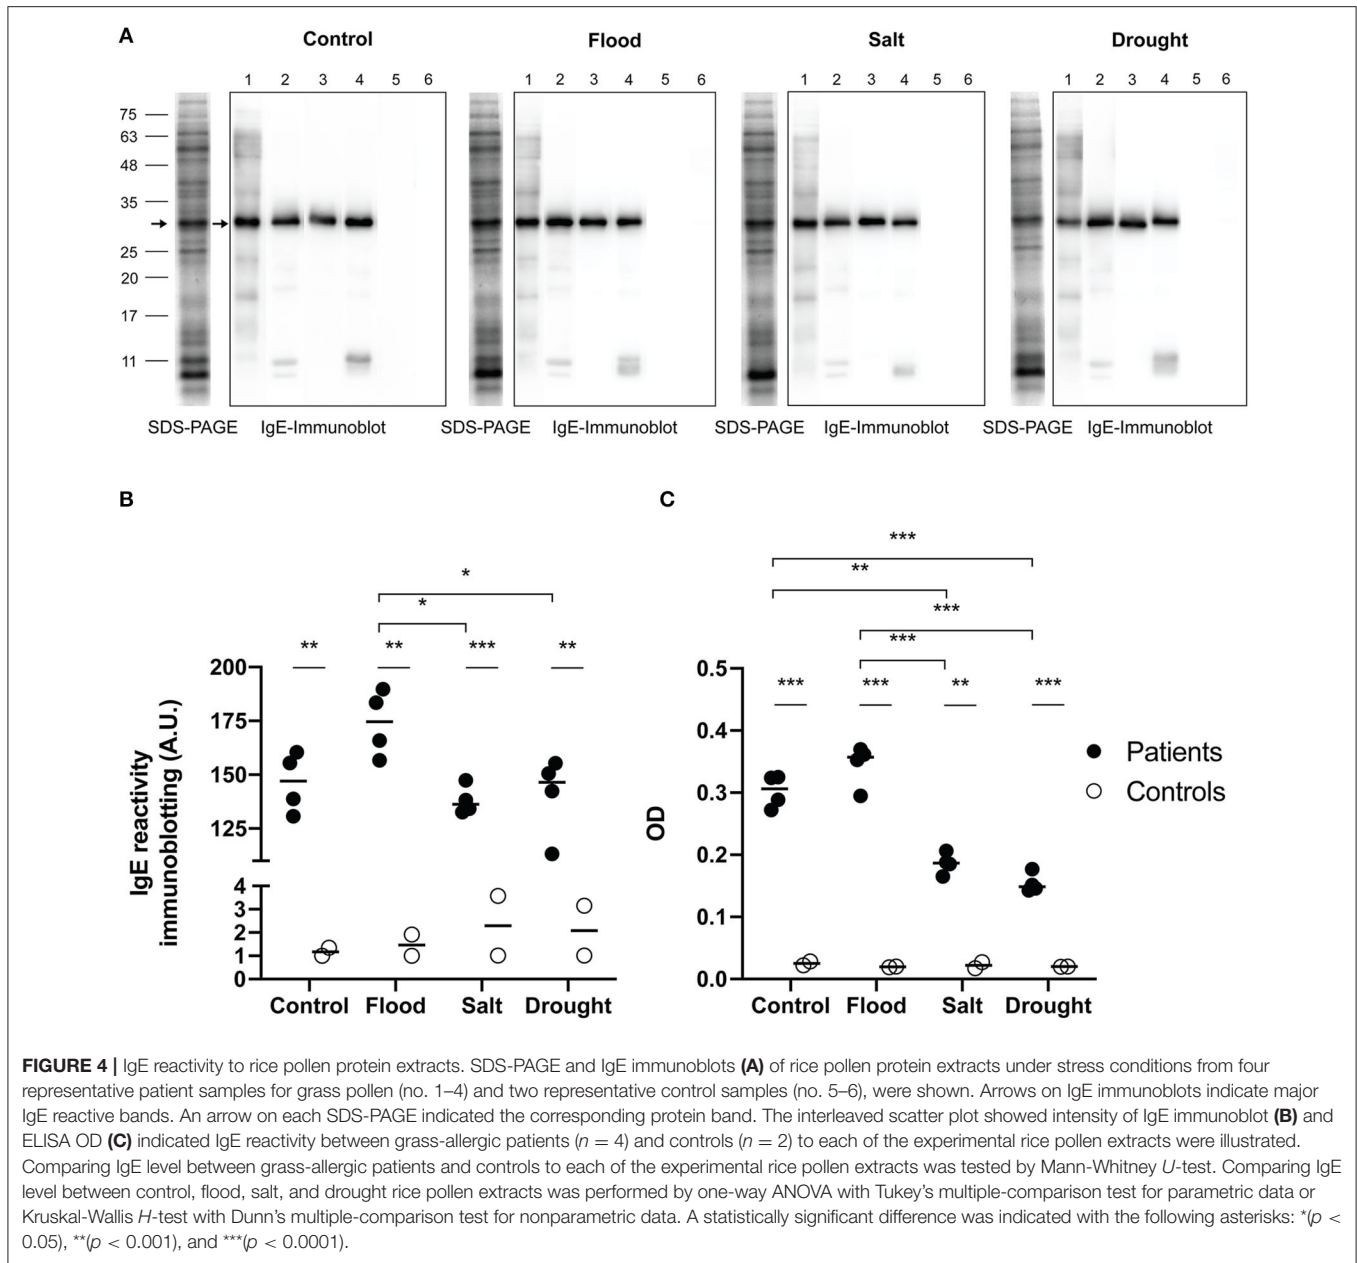 A
Control Flood Salt Drought
1 2 3 4 5 6 1 2 3 4 5 6 1 2 3 4 5 6 1 2 3 4 5 6
75
63
48
35
25
20
17
11
SDS-PAGE IgE-Immunoblot SDS-PAGE IgE-Immunoblot SDS-PAGE IgE-Immunoblot SDS-PAGE IgE-Immunoblot
B
IgE reactivity
immunoblotting (A.U.)
*
*
** ** *** **
200
175
150
125
4
3
2
1
0
Control Flood Salt Drought
C
OD
***
**
***
***
*** *** ** ***
0.5
0.4
0.3
0.2
0.1
0.0
Control Flood Salt Drought
Patients
Controls
FIGURE 4 | IgE reactivity to rice pollen protein extracts. SDS-PAGE and IgE immunoblots (A) of rice pollen protein extracts under stress conditions from four
representative patient samples for grass pollen (no. 1–4) and two representative control samples (no. 5–6), were shown. Arrows on IgE immunoblots indicate major
IgE reactive bands. An arrow on each SDS-PAGE indicated the corresponding protein band. The interleaved scatter plot showed intensity of IgE immunoblot (B) and
ELISA OD (C) indicated IgE reactivity between grass-allergic patients (n = 4) and controls (n = 2) to each of the experimental rice pollen extracts were illustrated.
Comparing IgE level between grass-allergic patients and controls to each of the experimental rice pollen extracts was tested by Mann-Whitney U-test. Comparing IgE
level between control, flood, salt, and drought rice pollen extracts was performed by one-way ANOVA with Tukey's multiple-comparison test for parametric data or
Kruskal-Wallis H-test with Dunn's multiple-comparison test for nonparametric data. A statistically significant difference was indicated with the following asterisks: *(p <
0.05), **(p < 0.001), and ***(p < 0.0001).